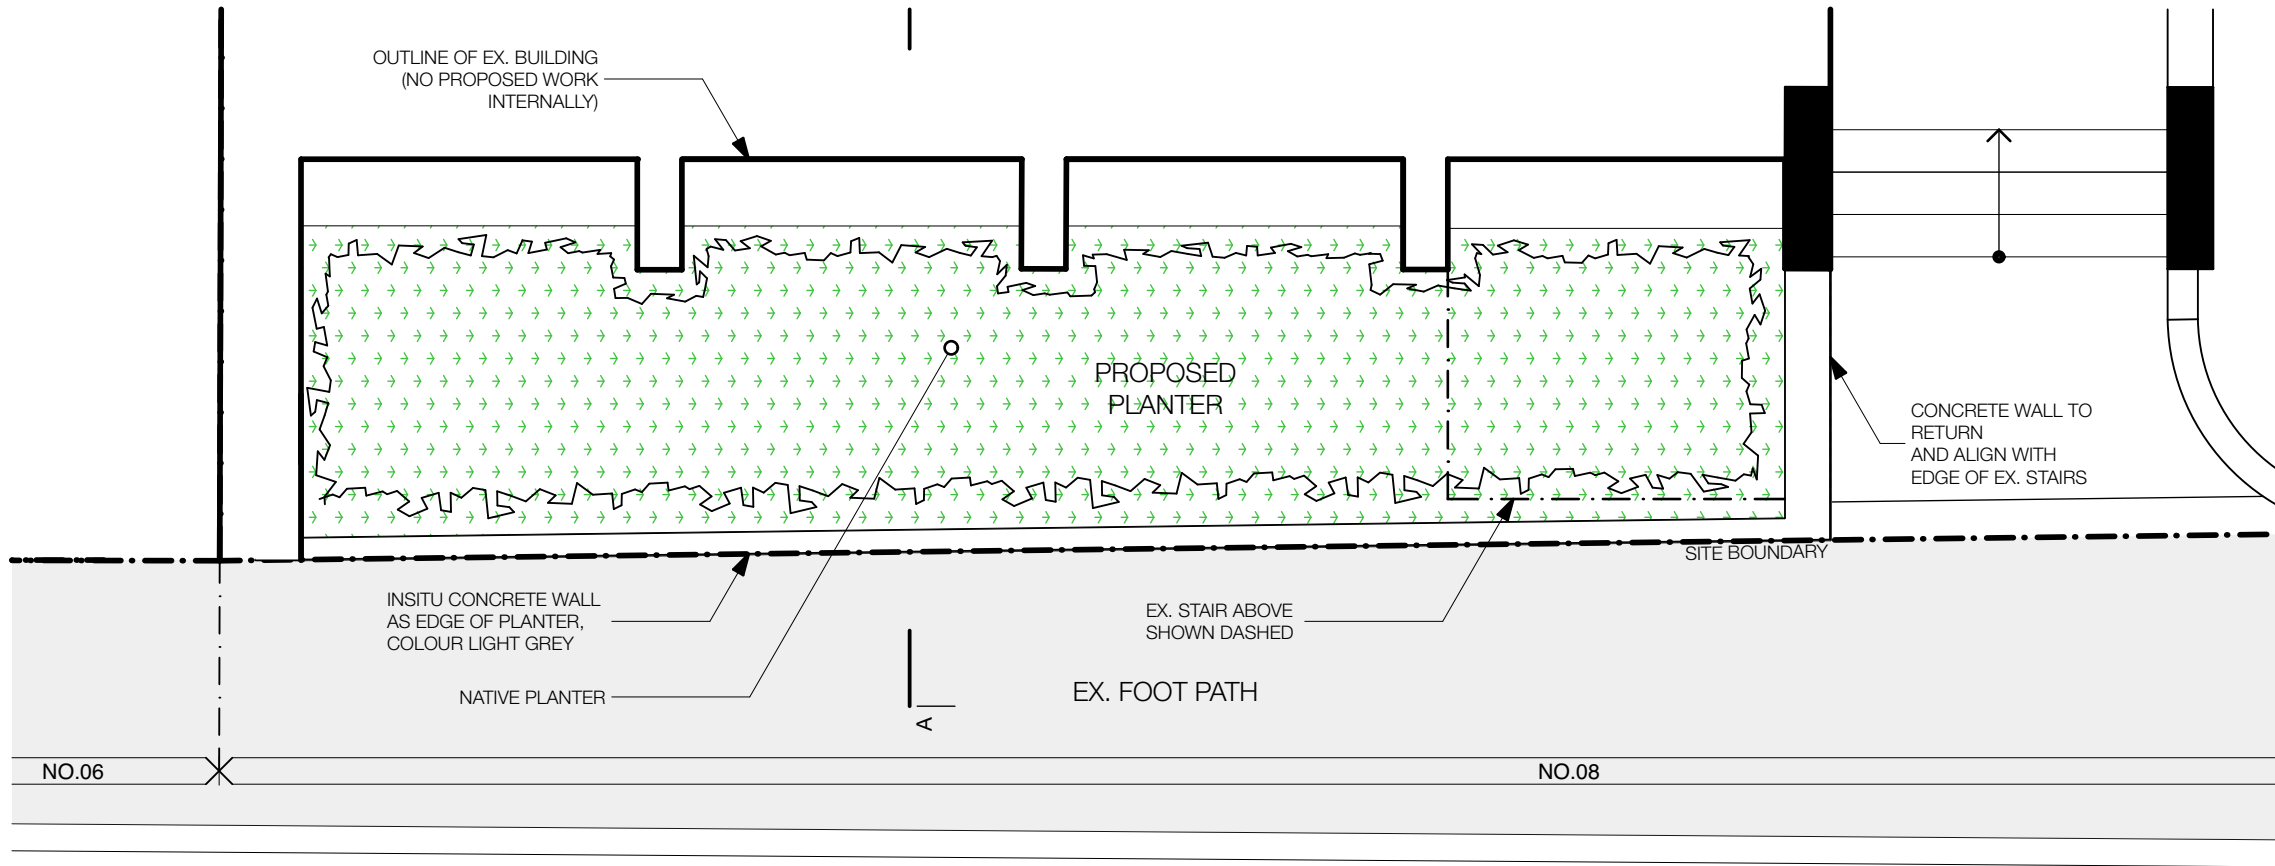 OUTLINE OF EX. BUILDING
(NO PROPOSED WORK
INTERNALLY)
PROPOSED
PLANTER
CONCRETE WALL TO
RETURN
AND ALIGN WITH
EDGE OF EX. STAIRS
SITE BOUNDARY
INSITU CONCRETE WALL
AS EDGE OF PLANTER,
COLOUR LIGHT GREY
EX. STAIR ABOVE
SHOWN DASHED
NATIVE PLANTER
EX. FOOT PATH
A
NO.06
NO.08